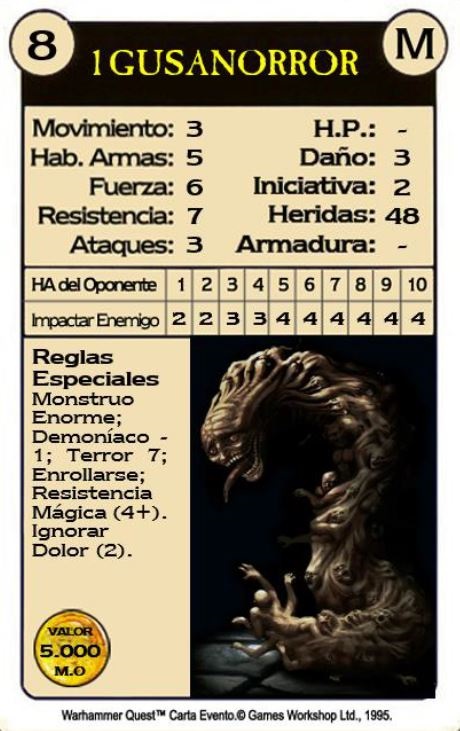 8
M
1 GUSANORROR
Movimiento: 3 H.P.: -
Hab. Armas: 5 Daño: 3
Fuerza: 6 Iniciativa: 2
Resistencia: 7 Heridas: 48
Ataques: 3 Armadura: -
HA del Oponente 1 2 3 4 5 6 7 8 9 10
Impactar Enemigo 2 2 3 3 4 4 4 4 4 4
Reglas
Especiales
Monstruo
Enorme;
Demoníaco -
1; Terror 7;
Enrollarse;
Resistencia
Mágica (4+).
Ignorar
Dolor (2).
VALOR
5.000
M.O
Warhammer Quest™ Carta Evento.© Games Workshop Ltd., 1995.